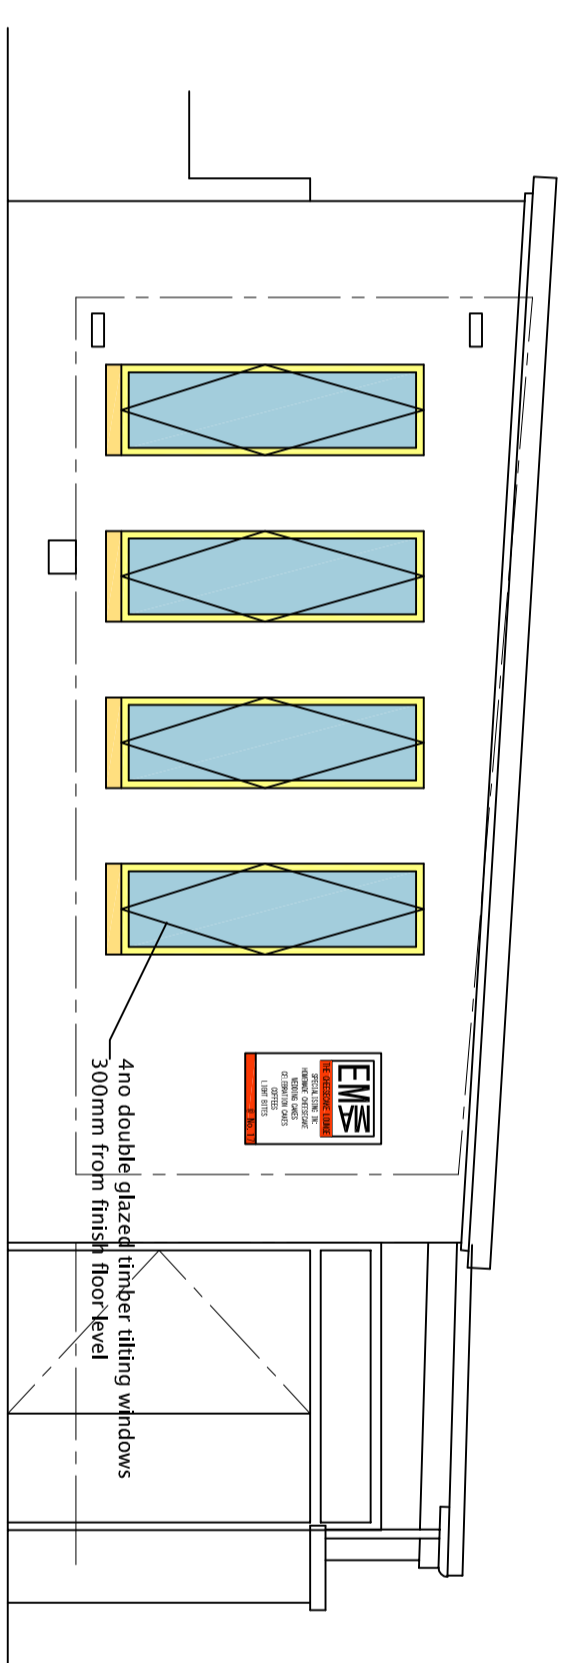 EMW
THE CHEESECAKE LOUNGE
SPECIALISING IN:
HOMEMADE CHEESECAKE
WEDDING CAKES
CELEBRATION CAKES
COFFEES
LIGHT BITES
4no double glazed timber tilting windows
300mm from finish floor level